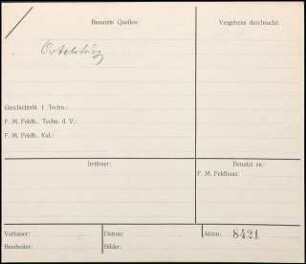 Benutzte Quellen:
Vergebens durchsucht:
Geschichtsbl. f. Techn.:
F. M. Feldh., Techn. d. V.:
F. M. Feldh., Kal.:
Irrtümer:
Benutzt zu:
F. M. Feldhaus:
Verfasser:
Datum:
Akten: 8421
Bearbeiter:
Bilder: